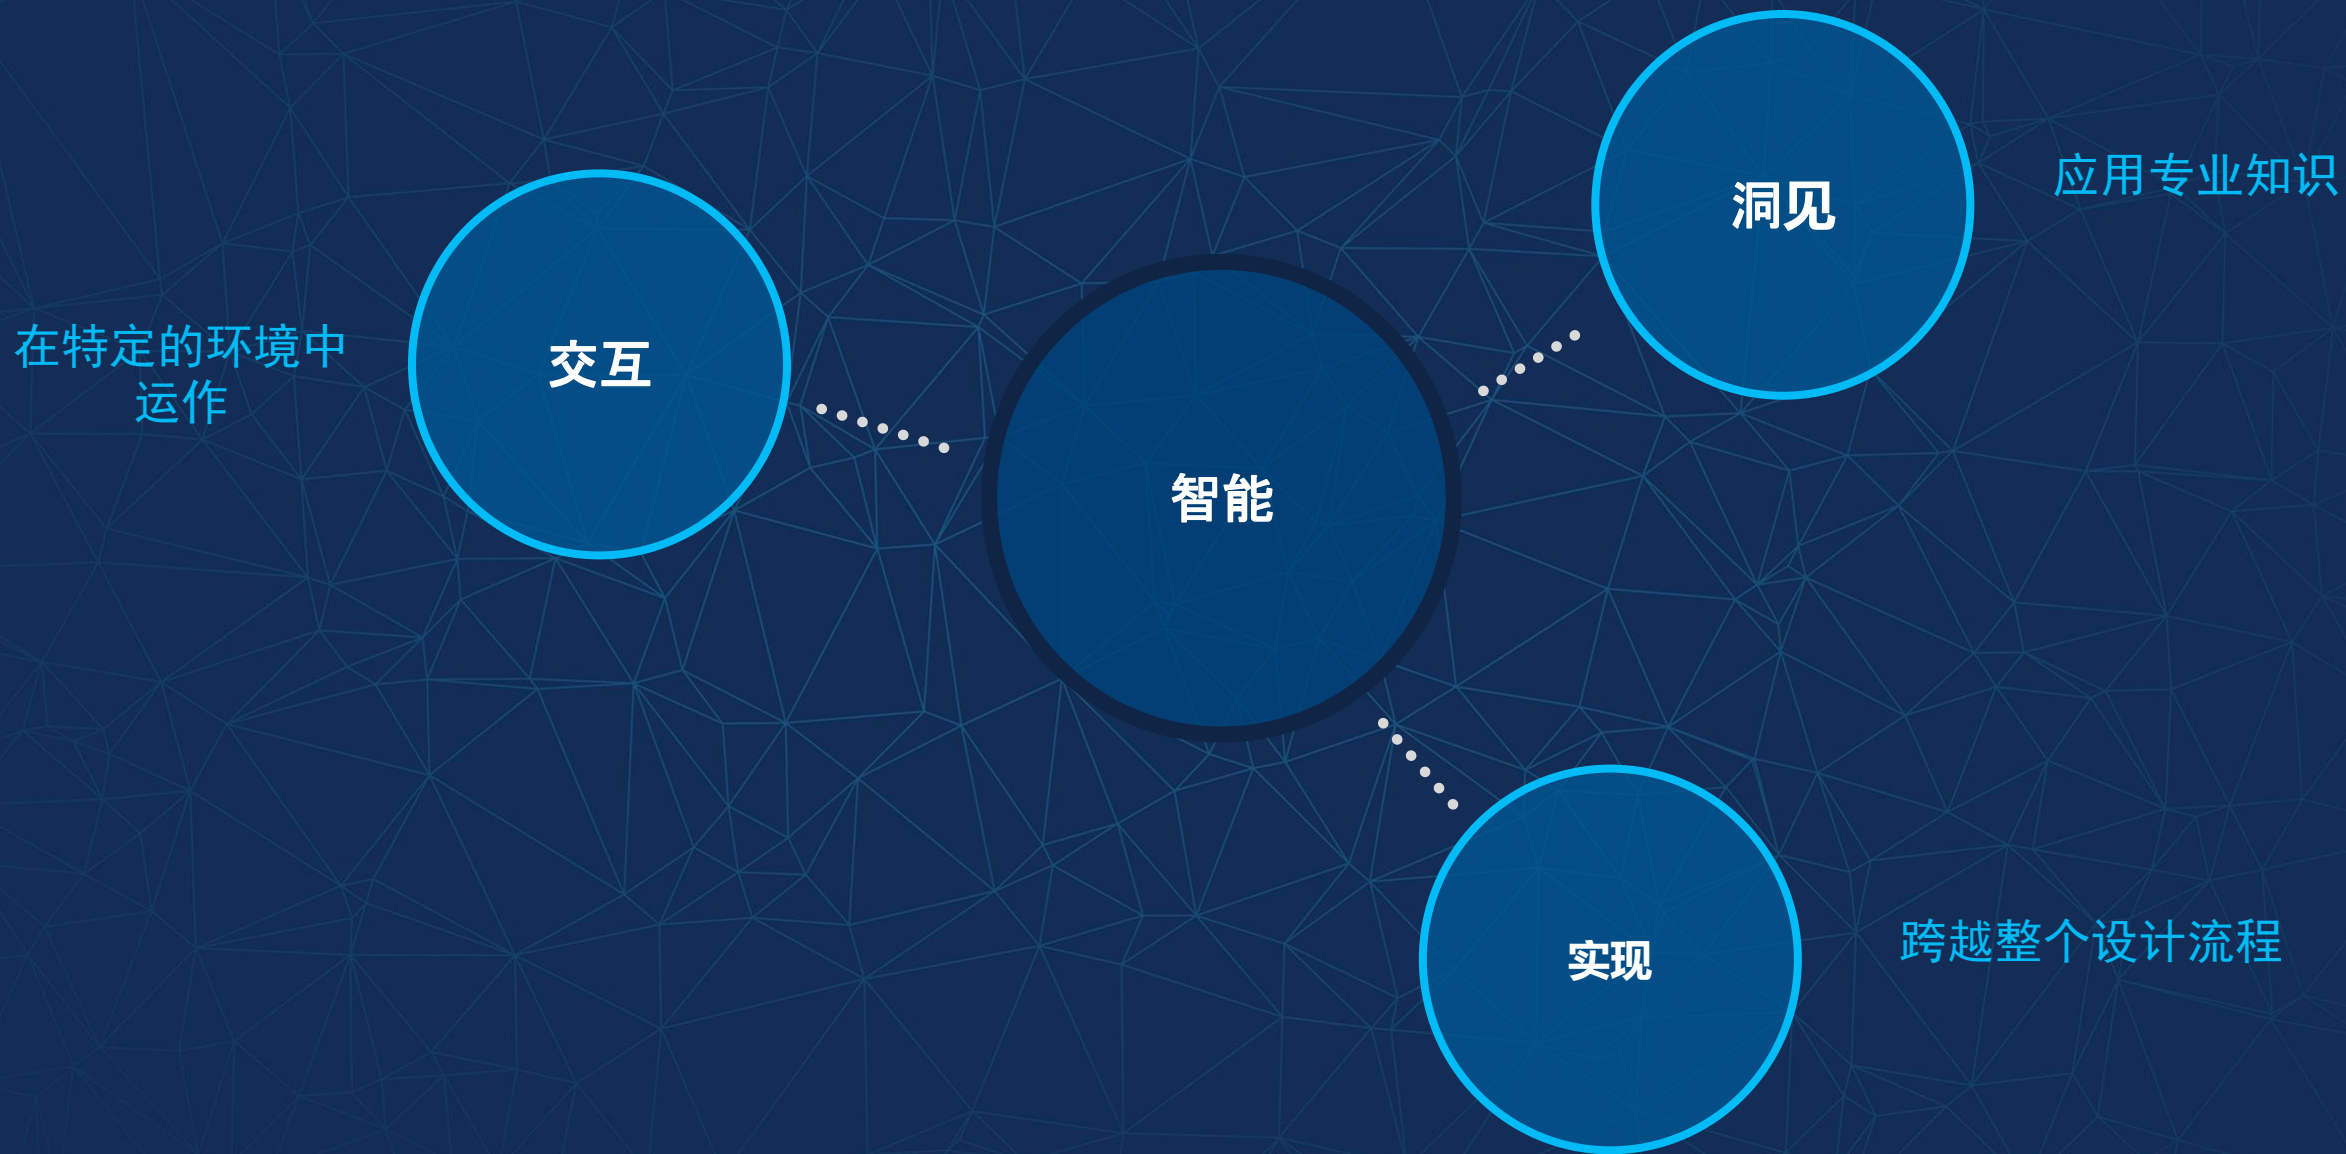 洞见
应用专业知识
交互
在特定的环境中
运作
智能
实现
跨越整个设计流程